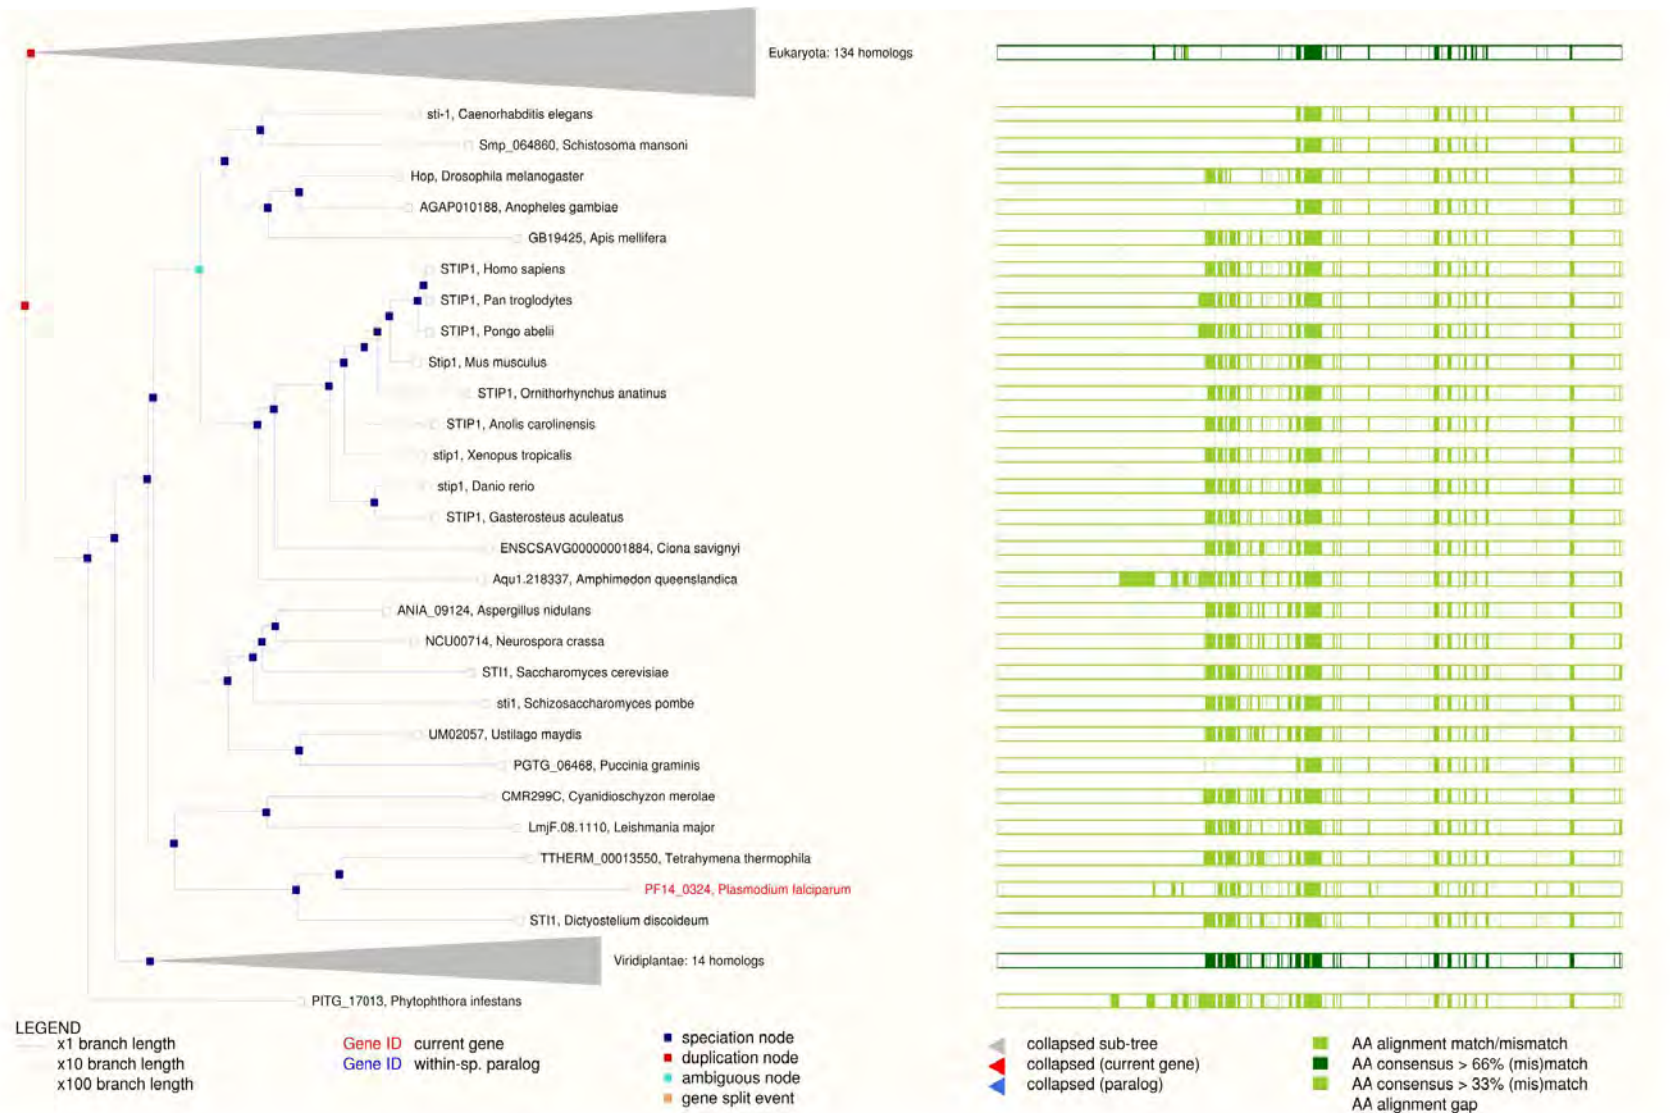 Eukaryota: 134 homologs
sti-1, Caenorhabditis elegans
Smp_064860, Schistosoma mansoni
Hop, Drosophila melanogaster
AGAP010188, Anopheles gambiae
GB19425, Apis mellifera
STIP1, Homo sapiens
STIP1, Pan troglodytes
STIP1, Pongo abelii
Stip1, Mus musculus
STIP1, Ornithorhynchus anatinus
STIP1, Anolis carolinensis
stip1, Xenopus tropicalis
stip1, Danio rerio
STIP1, Gasterosteus aculeatus
ENSCSAVG00000001884, Ciona savignyi
Aqu1.218337, Amphimedon queenslandica
ANIA_09124, Aspergillus nidulans
NCU00714, Neurospora crassa
STI1, Saccharomyces cerevisiae
sti1, Schizosaccharomyces pombe
UM02057, Ustilago maydis
PGTG_06468, Puccinia graminis
CMR299C, Cyanidioschyzon merolae
LmjF.08.1110, Leishmania major
TTHERM_00013550, Tetrahymena thermophila
PF14_0324, Plasmodium falciparum
STI1, Dictyostelium discoideum
Viridiplantae: 14 homologs
PITG_17013, Phytophthora infestans
LEGEND
x1 branch length
x10 branch length
x100 branch length
Gene ID current gene
Gene ID within-sp. paralog
speciation node
duplication node
ambiguous node
gene split event
collapsed sub-tree
collapsed (current gene)
collapsed (paralog)
AA alignment match/mismatch
AA consensus > 66% (mis)match
AA consensus > 33% (mis)match
AA alignment gap